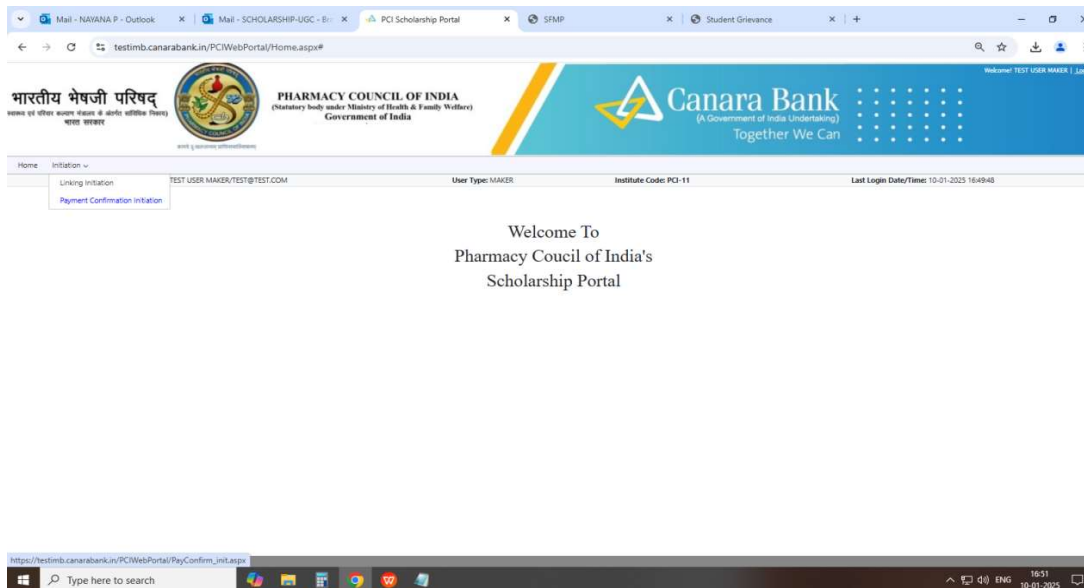 Mail - NAYANA P - Outlook
Mail - SCHOLARSHIP-UGC - Br
PCI Scholarship Portal
SFMP
Student Grievance
testimb.canarabank.in/PCIWebPortal/Home.aspx#
Welcome! TEST USER MAKER |
भारतीय भेषजी परिषद्
भारत सरकार
PHARMACY COUNCIL OF INDIA
(Statutory body under Ministry of Health & Family Welfare)
Government of India
Canara Bank
(A Government of India Undertaking)
Together We Can
Home Initiation
Linking Initiation
Payment Confirmation Initiation
TEST USER MAKER/TEST@TEST.COM User Type: MAKER Institute Code: PCI-11 Last Login Date/Time: 10-01-2025 16:49:48
Welcome To
Pharmacy Coucil of India's
Scholarship Portal
https://testimb.canarabank.in/PCIWebPortal/PayConfirm_init.aspx
Type here to search
ENG
16:51
10-01-2025